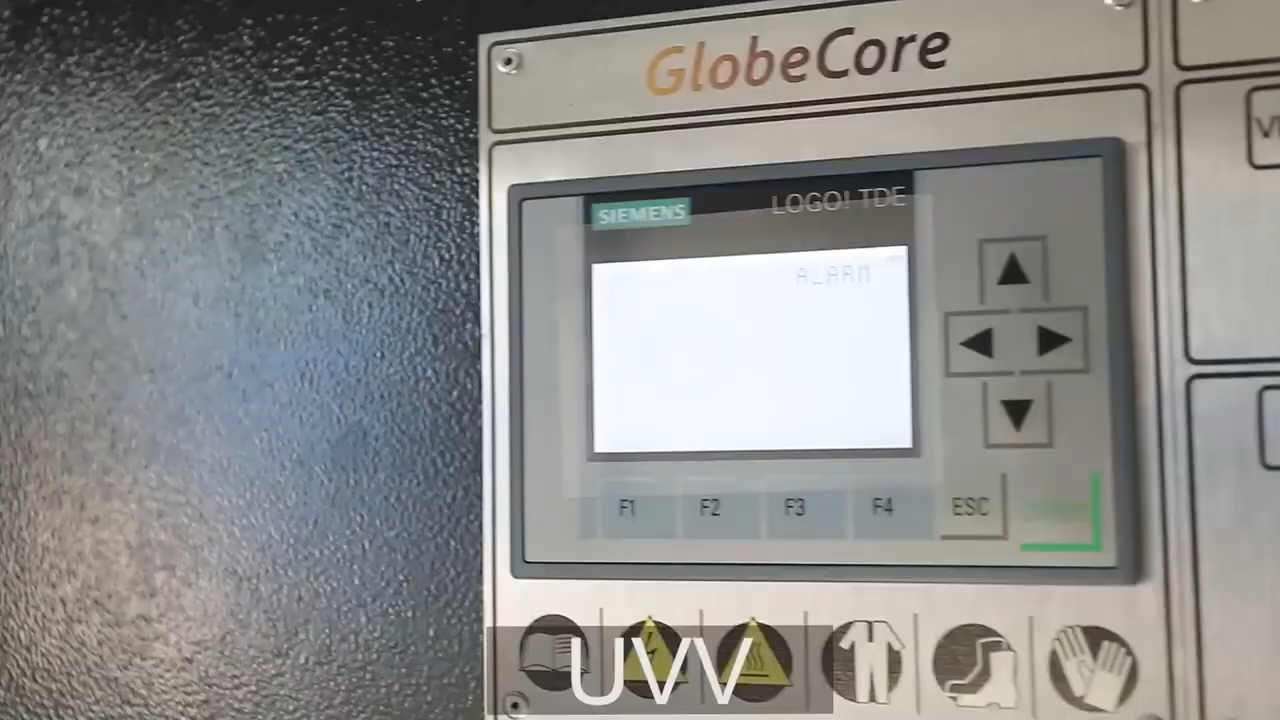 GlobeCore
SIEMENS
LOGO! TDE
ALARM
F1
F2
F3
F4
ESC
UVV